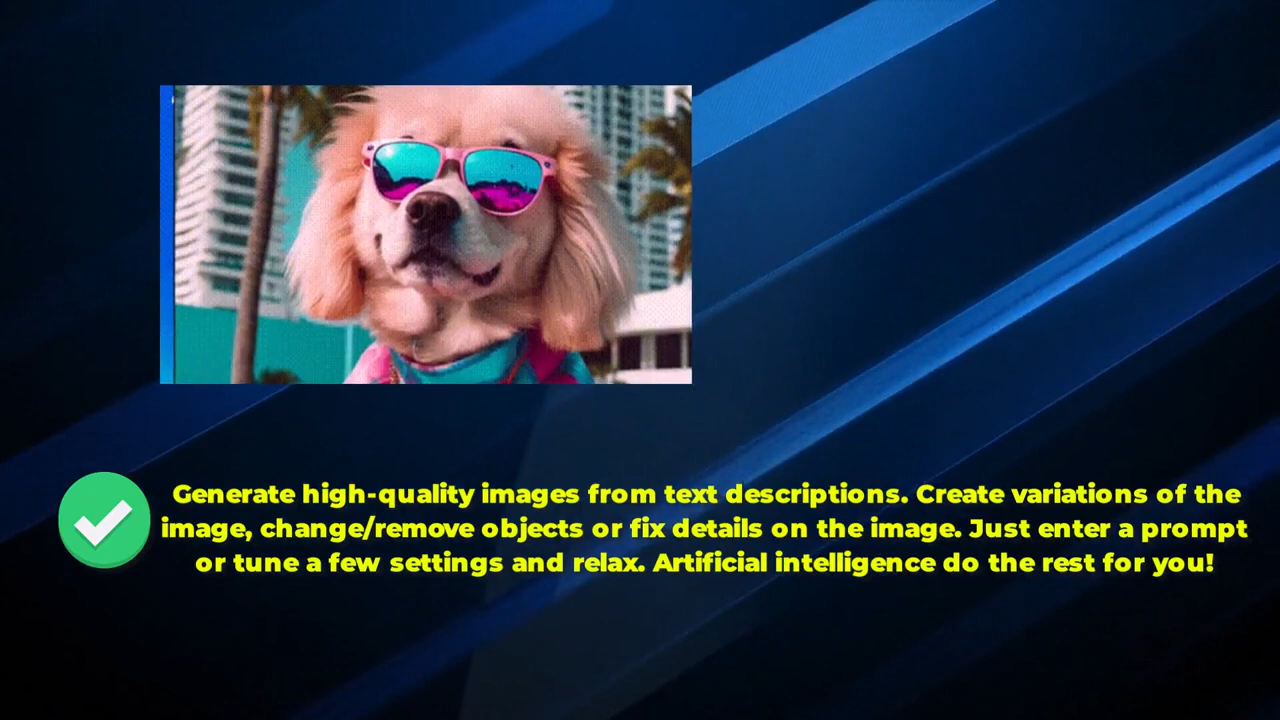 Generate high-quality images from text descriptions. Create variations of the
image, change/remove objects or fix details on the image. Just enter a prompt
or tune a few settings and relax. Artificial intelligence do the rest for you!